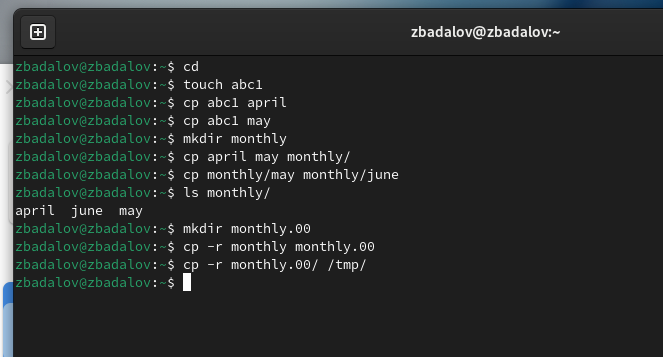 zbadalov@zbadalov:~
zbadalov@zbadalov:~$ cd
zbadalov@zbadalov:~$ touch abc1
zbadalov@zbadalov:~$ cp abc1 april
zbadalov@zbadalov:~$ cp abc1 may
zbadalov@zbadalov:~$ mkdir monthly
zbadalov@zbadalov:~$ cp april may monthly/
zbadalov@zbadalov:~$ cp monthly/may monthly/june
zbadalov@zbadalov:~$ ls monthly/
april  june  may
zbadalov@zbadalov:~$ mkdir monthly.00
zbadalov@zbadalov:~$ cp -r monthly monthly.00
zbadalov@zbadalov:~$ cp -r monthly.00/ /tmp/
zbadalov@zbadalov:~$